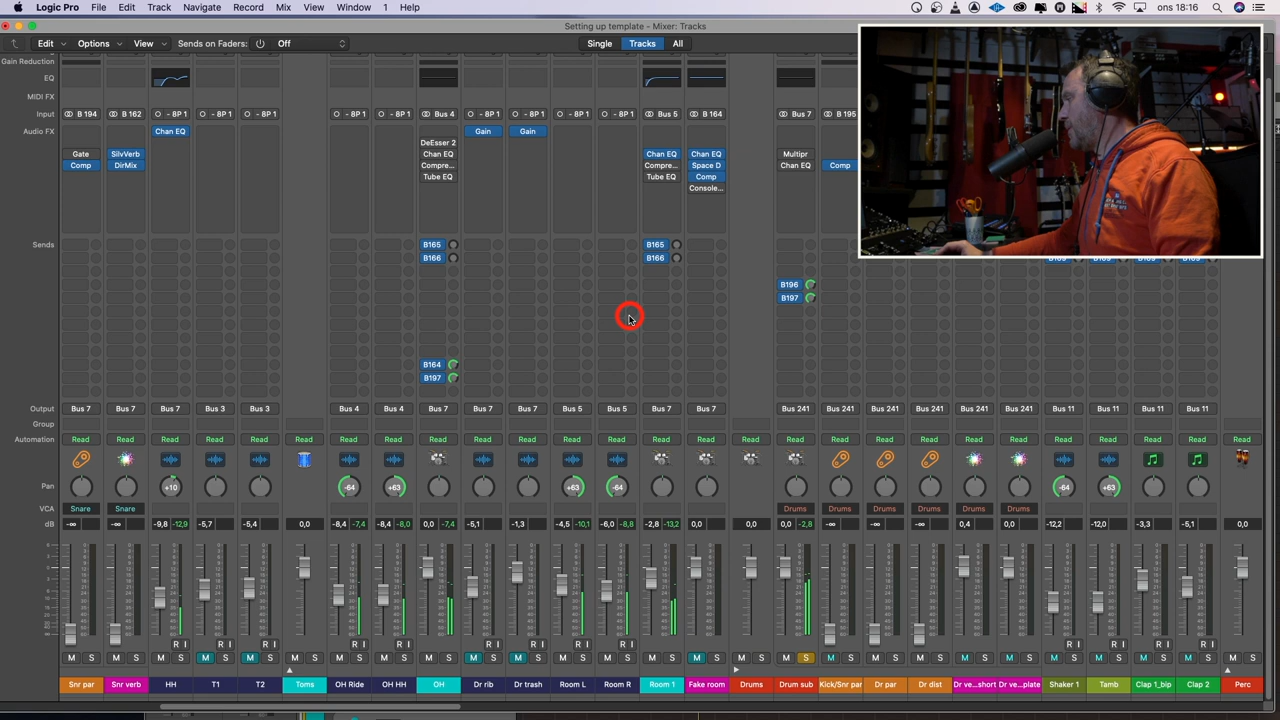 Logic Pro File Edit Track Navigate Record Mix View Window 1 Help ons 18:16
Setting up template - Mixer: Tracks
Edit Options View Sends on Faders: Off Single Tracks All
Gain Reduction
EQ
MIDI FX
Input B 194 B 162 - 8P 1 - 8P 1 - 8P 1 - 8P 1 - 8P 1 Bus 4 - 8P 1 - 8P 1 - 8P 1 - 8P 1 Bus 5 B 164 Bus 7 B 195
Audio FX Chan EQ Gain Gain
DeEsser 2
Gate SilvVerb Chan EQ Chan EQ Chan EQ Multipr
Comp DirMix Compre... Compre... Space D Chan EQ Comp
Tube EQ Tube EQ Comp
Console...
Sends B165 B165
B166 B166
B196
B197
B164
B197
Output Bus 7 Bus 7 Bus 7 Bus 3 Bus 3 Bus 4 Bus 4 Bus 7 Bus 7 Bus 7 Bus 5 Bus 5 Bus 7 Bus 7 Bus 241 Bus 241 Bus 241 Bus 241 Bus 241 Bus 241 Bus 11 Bus 11 Bus 11 Bus 11
Group
Automation Read Read Read Read Read Read Read Read Read Read Read Read Read Read Read Read Read Read Read Read Read Read Read Read Read Read Read
Pan +10 -64 +63 +63 -64 -64 +63
VCA Snare Snare Drums Drums Drums Drums Drums Drums
dB -∞ -∞ -9,8 -12,9 -5,7 -5,4 0,0 -8,4 -7,4 -8,4 -8,0 0,0 -7,4 -5,1 -1,3 -4,5 -10,1 -6,0 -8,8 -2,8 -13,2 0,0 0,0 0,0 -2,8 -∞ -∞ -∞ 0,4 0,0 -12,2 -12,0 -3,3 -5,1 0,0
R I R I R I R I R I R I R I R I R I R I R I R I R I
M S M S M S M S M S M S M S M S M S M S M S M S M S M S M S M S M S M S M S M S M S M S M S M S M S M S M S
Snr par Snr verb HH T1 T2 Toms OH Ride OH HH OH Dr rib Dr trash Room L Room R Room 1 Fake room Drums Drum sub Kick/Snr par Dr par Dr dist Dr ve...short Dr ve...plate Shaker 1 Tamb Clap 1_bip Clap 2 Perc